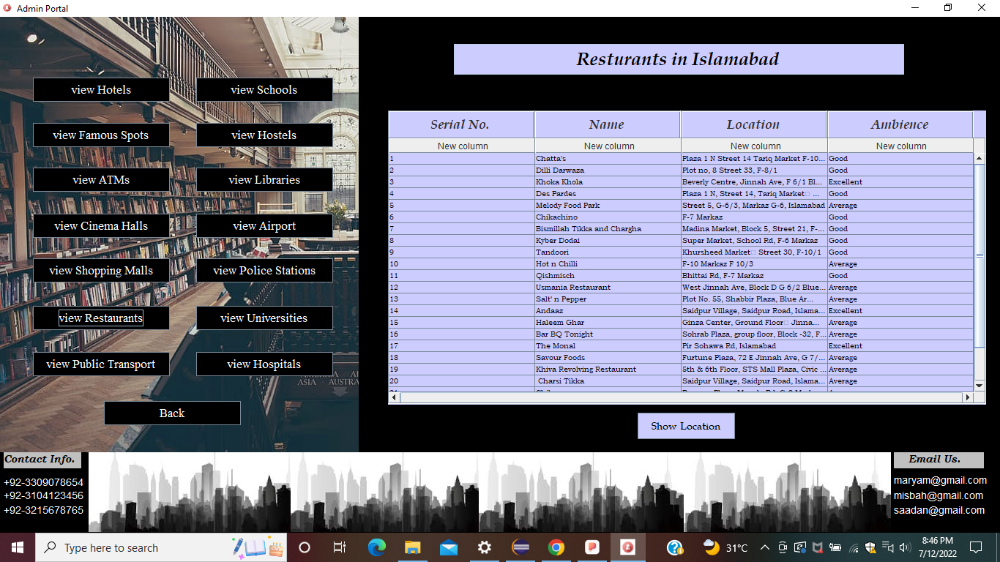 Admin Portal
view Hotels
view Schools
view Famous Spots
view Hostels
view ATMs
view Libraries
view Cinema Halls
view Airport
view Shopping Malls
view Police Stations
view Restaurants
view Universities
view Public Transport
view Hospitals
ASIA - AUSTRA
Back
Resturants in Islamabad
Serial No. Name Location Ambience
New column New column New column New column
1 Chatta's Plaza 1 N Street 14 Tariq Market F-10... Good
2 Dilli Darwaza Plot no, 8 Street 33, F-8/1 Good
3 Khoka Khola Beverly Centre, Jinnah Ave, F 6/1 Bl... Excellent
4 Des Pardes Plaza 1 N, Street 14, Tariq Market□ ... Good
5 Melody Food Park Street 5, G-6/3, Markaz G-6, Islamabad Average
6 Chikachino F-7 Markaz Good
7 Bismillah Tikka and Chargha Madina Market, Block 5, Street 21, F-... Good
8 Kyber Dodai Super Market, School Rd, F-6 Markaz Good
9 Tandoori Khursheed Market□ Street 30, F-10/1 Good
10 Hot n Chilli F-10 Markaz F 10/3 Average
11 Qishmisch Bhittai Rd, F-7 Markaz Good
12 Usmania Restaurant West Jinnah Ave, Block D G 6/2 Blue... Average
13 Salt' n Pepper Plot No. 55, Shabbir Plaza, Blue Ar... Average
14 Andaaz Saidpur Village, Saidpur Road, Islama... Excellent
15 Haleem Ghar Ginza Center, Ground Floor□ Jinna... Average
16 Bar BQ Tonight Sohrab Plaza, group floor, Block -32, F... Average
17 The Monal Pir Sohawa Rd, Islamabad Excellent
18 Savour Foods Furtune Plaza, 72 E Jinnah Ave, G 7/... Average
19 Khiva Revolving Restaurant 5th & 6th Floor, STS Mall Plaza, Civic ... Average
20 Charsi Tikka Saidpur Village, Saidpur Road, Islama... Average
Show Location
Contact Info.
+92-3309078654
+92-3104123456
+92-3215678765
Email Us.
maryam@gmail.com
misbah@gmail.com
saadan@gmail.com
Type here to search
31°C
8:46 PM
7/12/2022